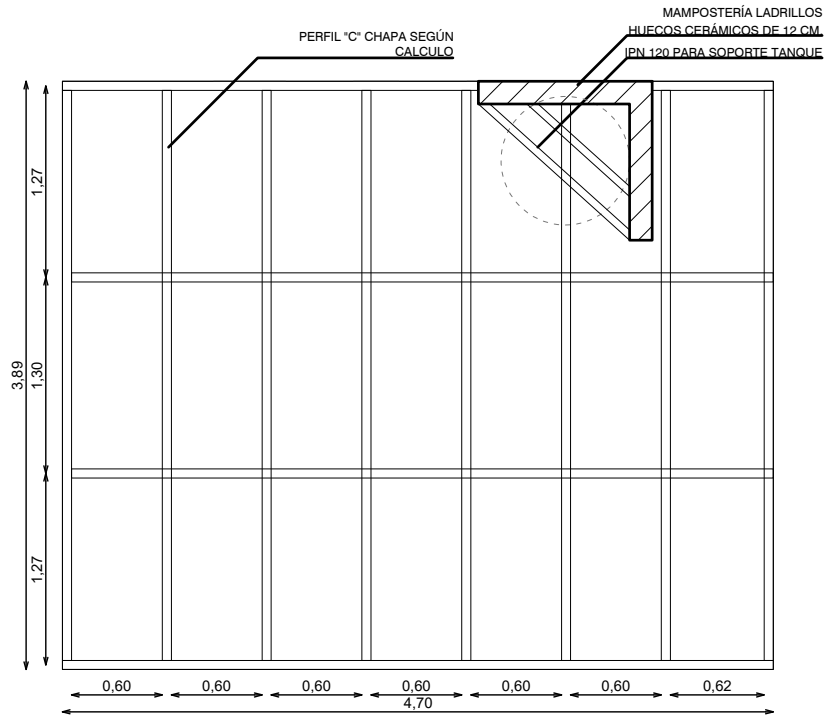 MAMPOSTERÍA LADRILLOS
HUECOS CERÁMICOS DE 12 CM.
IPN 120 PARA SOPORTE TANQUE
PERFIL "C" CHAPA SEGÚN
CALCULO
1,27
1,30
3,89
1,27
0,60
0,60
0,60
0,60
0,60
0,60
0,62
4,70